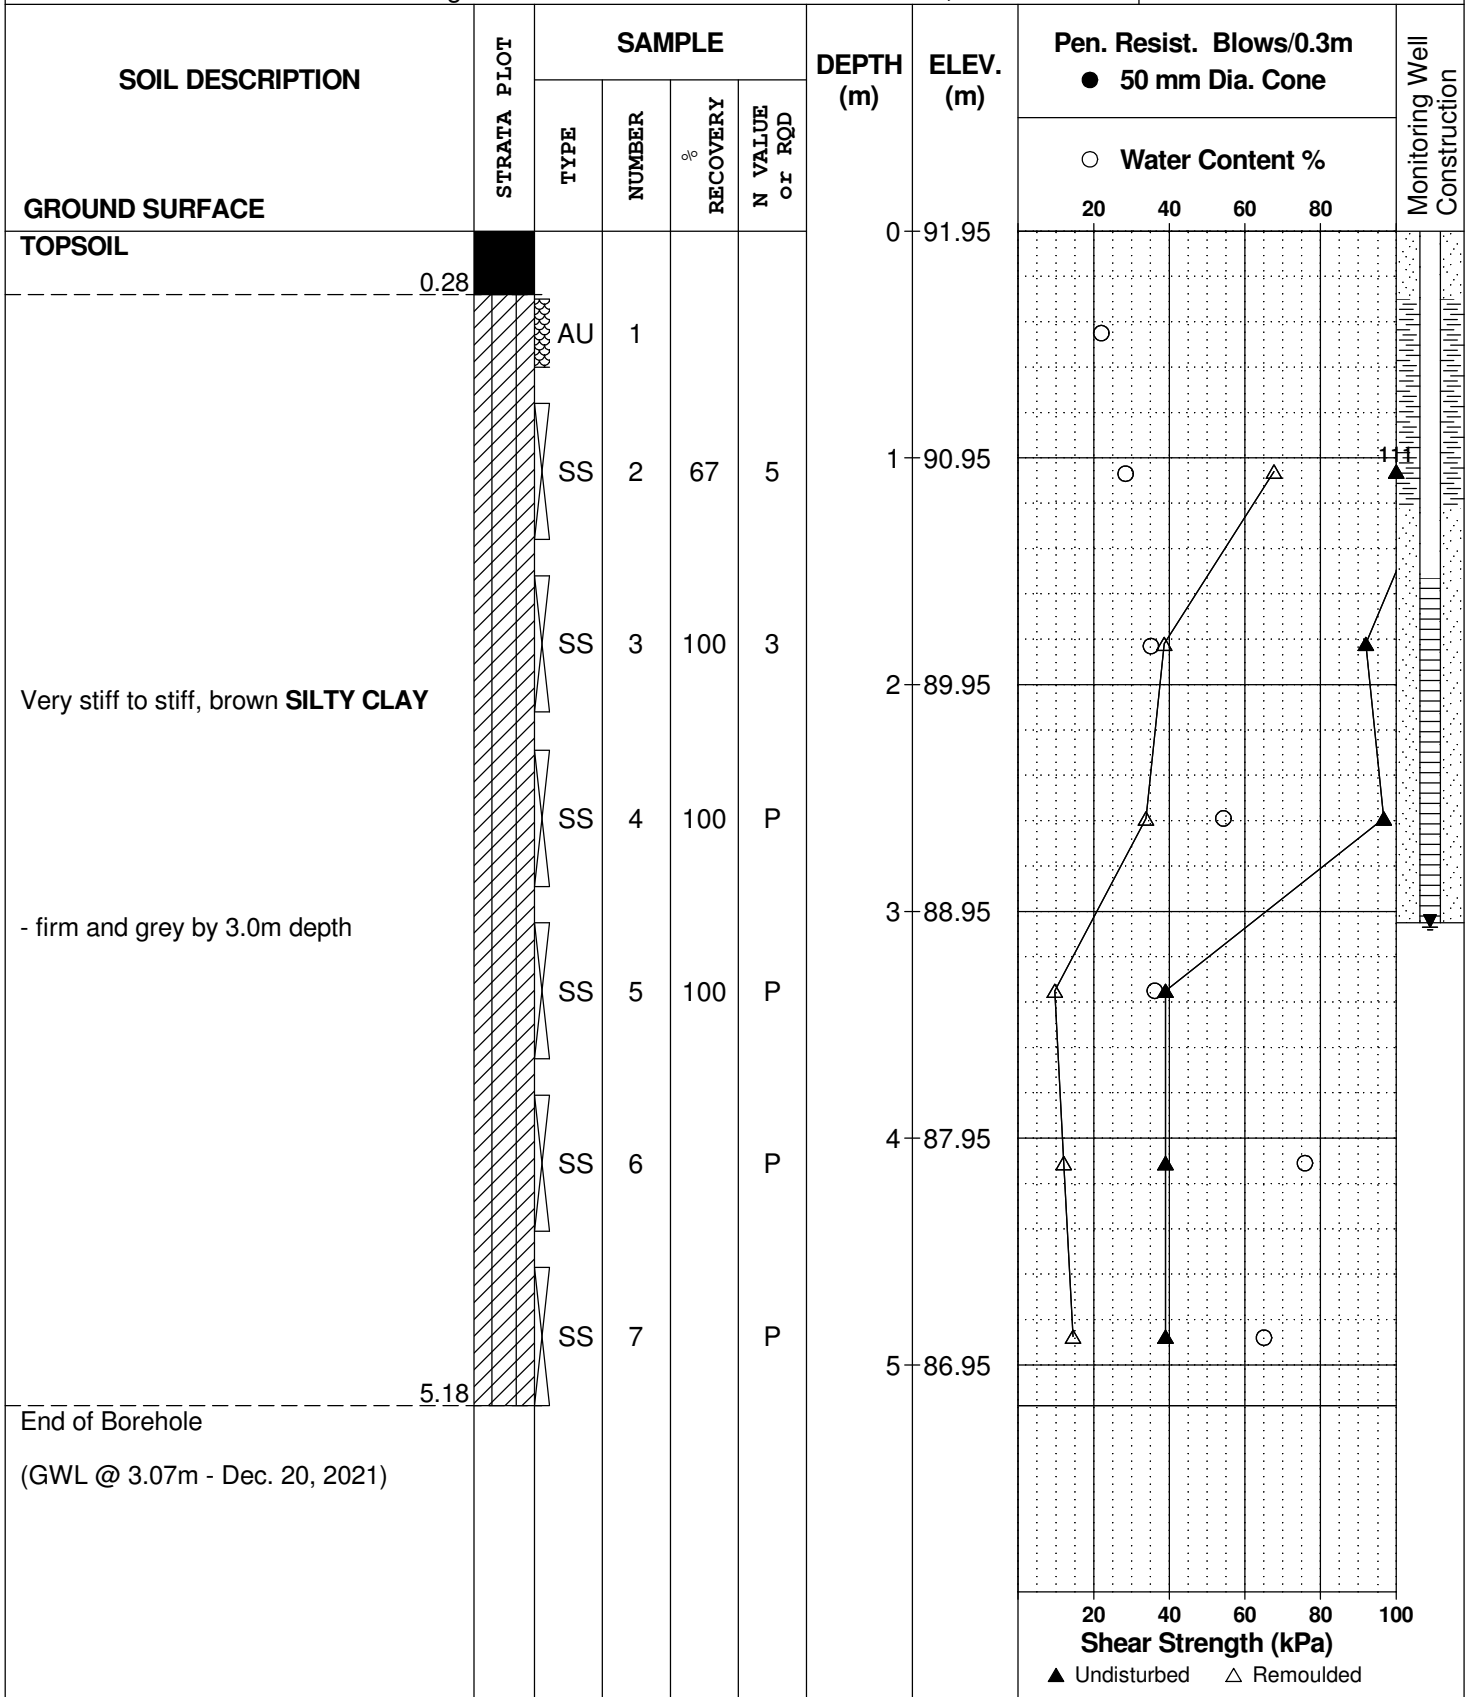 SOIL DESCRIPTION
GROUND SURFACE
STRATA PLOT
SAMPLE
TYPE
NUMBER
%
RECOVERY
N VALUE
or RQD
DEPTH
(m)
ELEV.
(m)
Pen. Resist. Blows/0.3m
● 50 mm Dia. Cone
○ Water Content %
20 40 60 80
Monitoring Well
Construction
TOPSOIL
0.28
0 91.95
AU 1
1 90.95
111
SS 2 67 5
SS 3 100 3
2 89.95
Very stiff to stiff, brown SILTY CLAY
SS 4 100 P
3 88.95
- firm and grey by 3.0m depth
SS 5 100 P
4 87.95
SS 6 P
SS 7 P
5 86.95
5.18
End of Borehole
(GWL @ 3.07m - Dec. 20, 2021)
20 40 60 80 100
Shear Strength (kPa)
▲ Undisturbed △ Remoulded